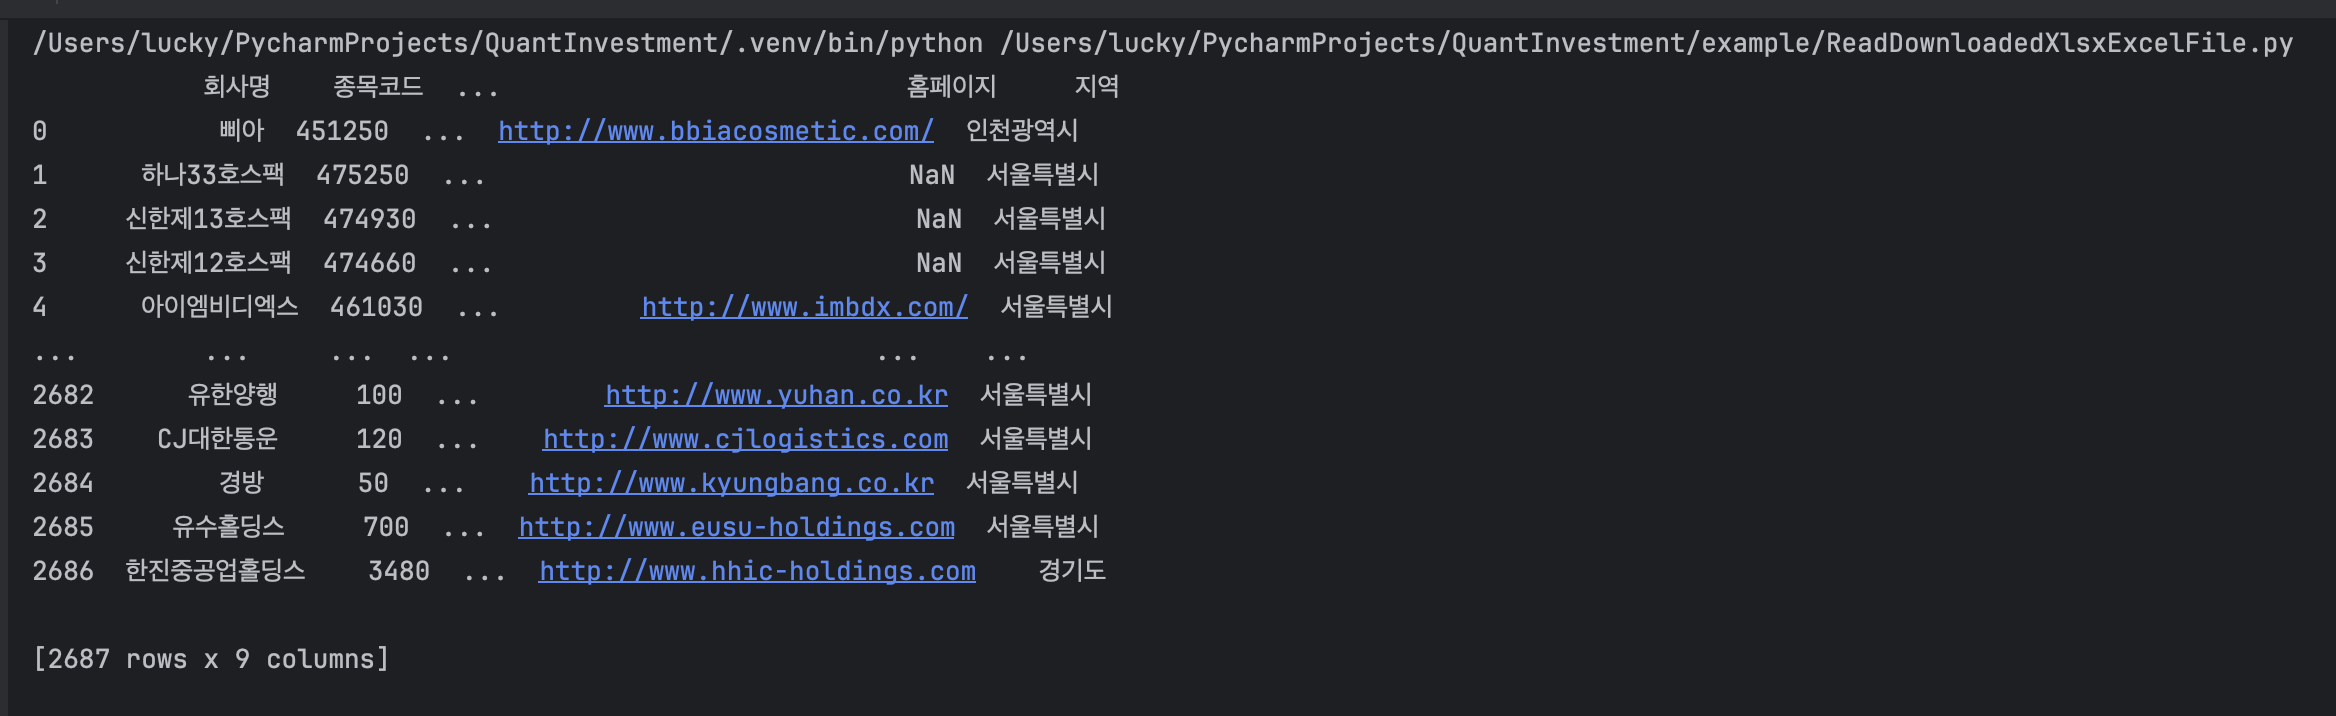 /Users/lucky/PycharmProjects/QuantInvestment/.venv/bin/python /Users/lucky/PycharmProjects/QuantInvestment/example/ReadDownloadedXlsxExcelFile.py
회사명 종목코드 ... 홈페이지 지역
0 삐아 451250 ... http://www.bbiacosmetic.com/ 인천광역시
1 하나33호스팩 475250 ... NaN 서울특별시
2 신한제13호스팩 474930 ... NaN 서울특별시
3 신한제12호스팩 474660 ... NaN 서울특별시
4 아이엠비디엑스 461030 ... http://www.imbdx.com/ 서울특별시
... ... ... ... ... ...
2682 유한양행 100 ... http://www.yuhan.co.kr 서울특별시
2683 CJ대한통운 120 ... http://www.cjlogistics.com 서울특별시
2684 경방 50 ... http://www.kyungbang.co.kr 서울특별시
2685 유수홀딩스 700 ... http://www.eusu-holdings.com 서울특별시
2686 한진중공업홀딩스 3480 ... http://www.hhic-holdings.com 경기도
[2687 rows x 9 columns]